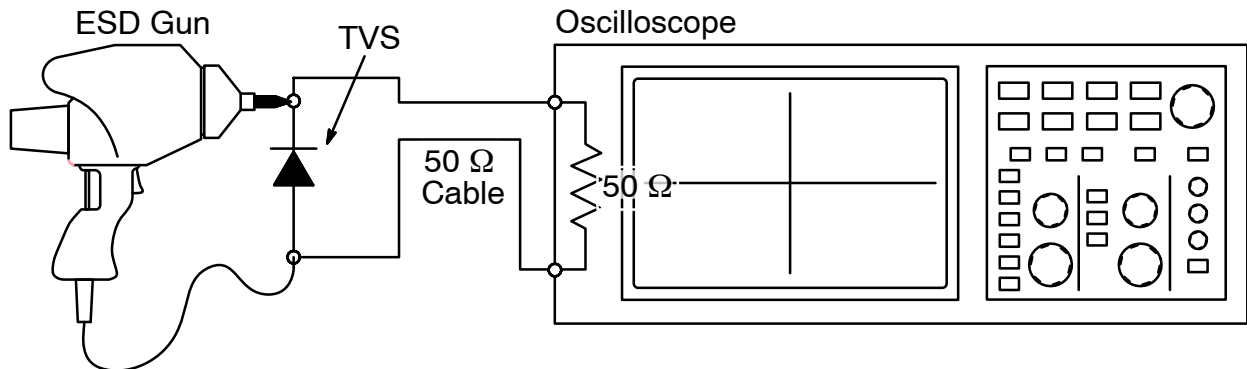 ESD Gun
TVS
Oscilloscope
50 Ω
Cable
50 Ω